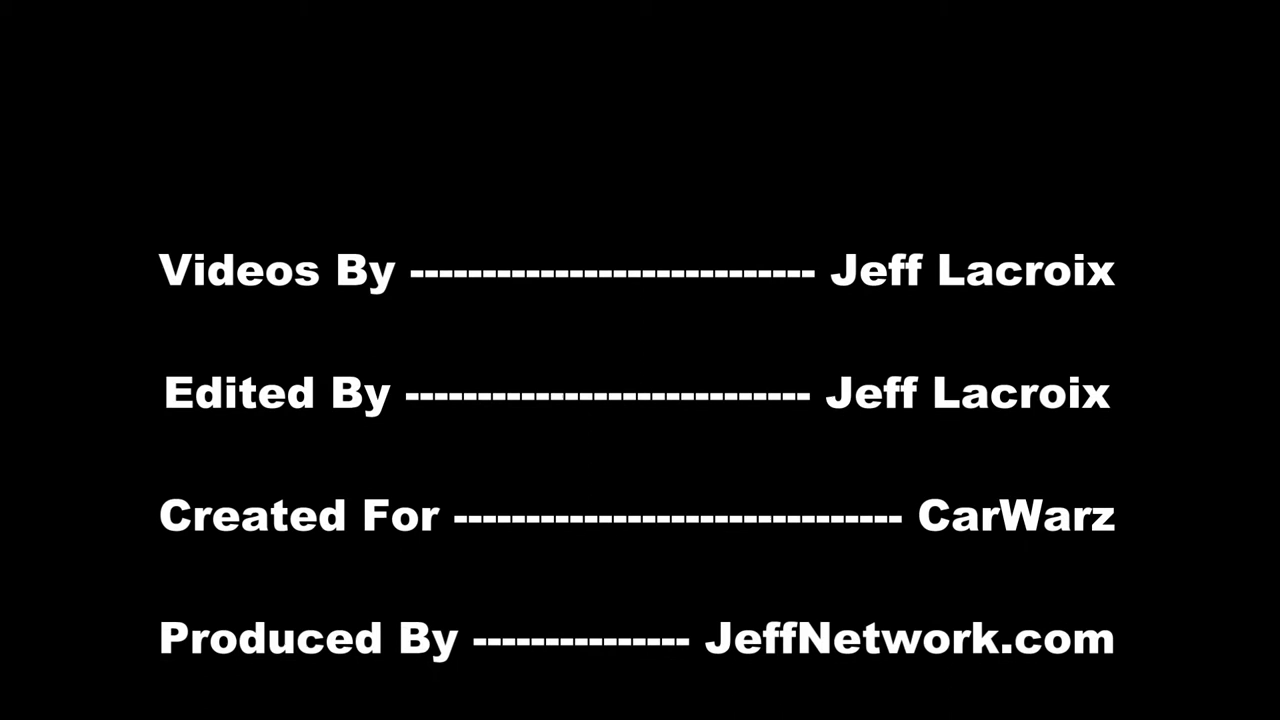 Videos By ---------------------------- Jeff Lacroix
Edited By ---------------------------- Jeff Lacroix
Created For ------------------------------- CarWarz
Produced By --------------- JeffNetwork.com